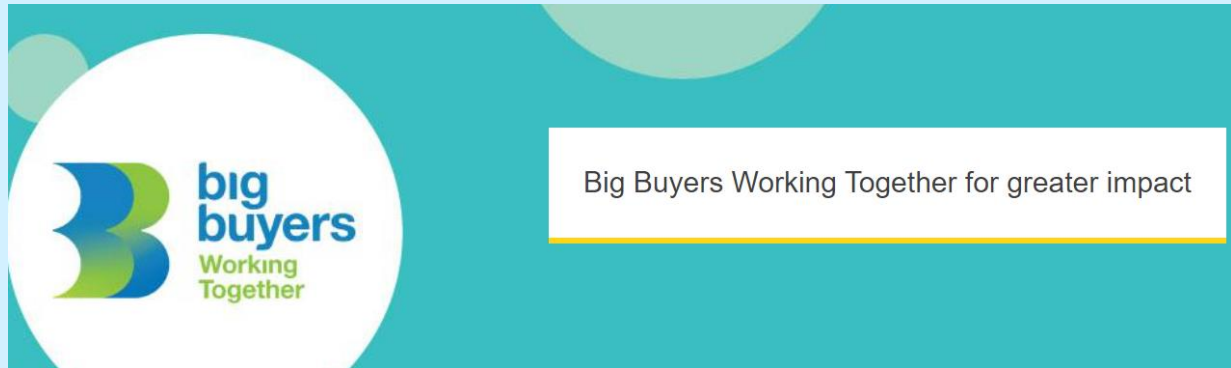 big
buyers
Working
Together
Big Buyers Working Together for greater impact